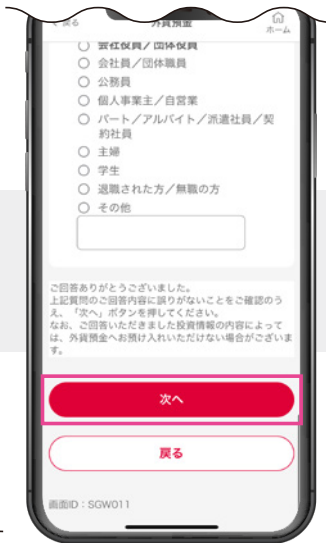 戻る
外貨預金
ホーム
会社役員／団体役員
会社員／団体職員
公務員
個人事業主／自営業
パート／アルバイト／派遣社員／契
約社員
主婦
学生
退職された方／無職の方
その他
ご回答ありがとうございました。
上記質問のご回答内容に誤りがないことをご確認のう
え、「次へ」ボタンを押してください。
なお、ご回答いただきました投資情報の内容によって
は、外貨預金へお預け入れいただけない場合がございま
す。
次へ
戻る
画面ID：SGW011